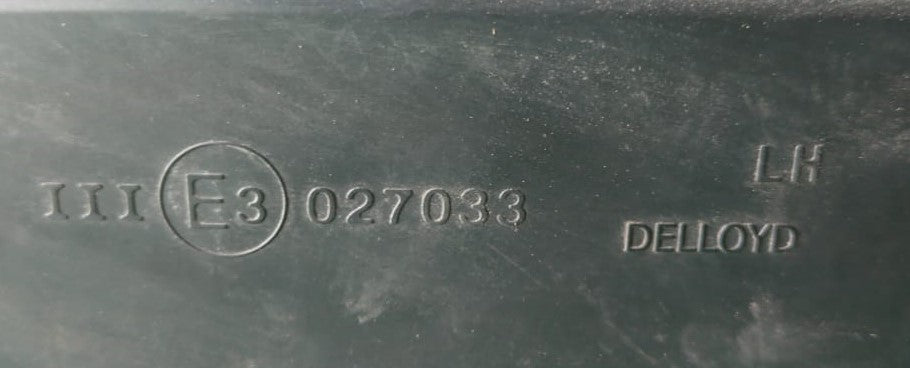 LH
III E3 027033
DELLOYD